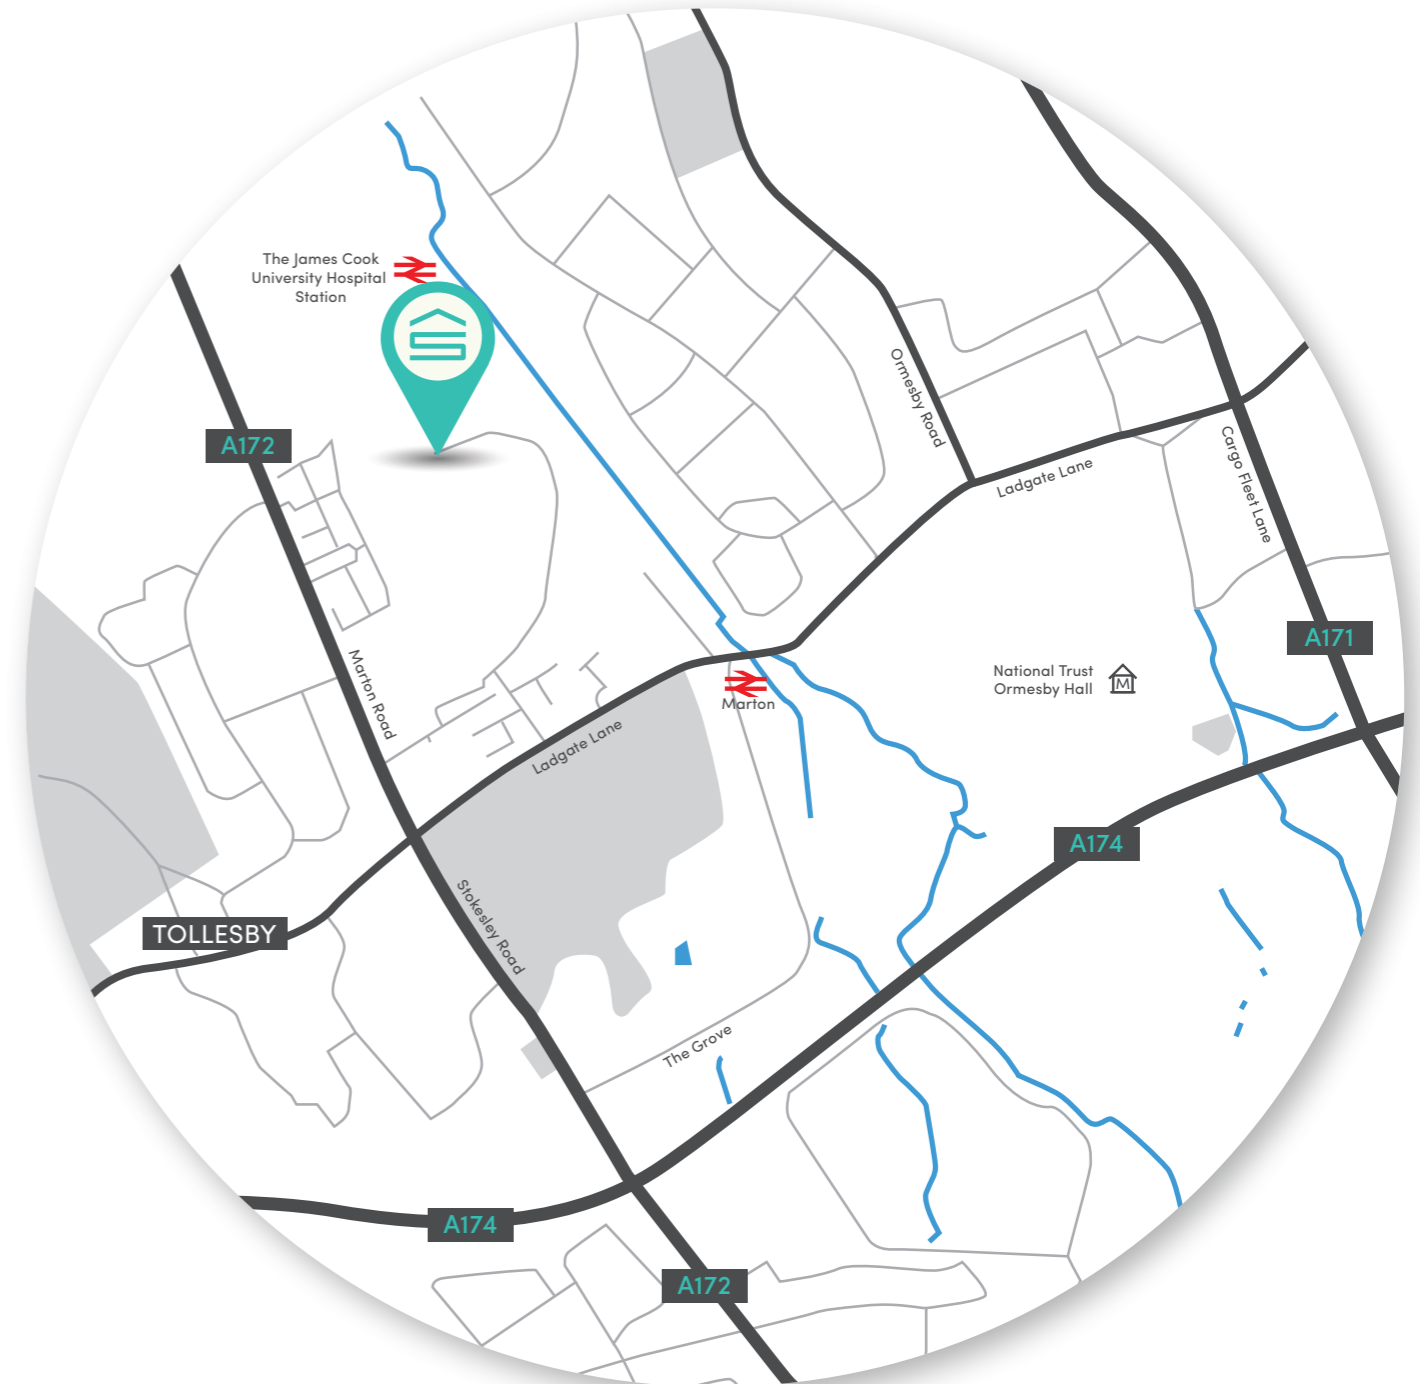 The James Cook
University Hospital
Station
A172
Ormesby Road
Ladgate Lane
Cargo Fleet Lane
A171
Marton Road
National Trust
Ormesby Hall
M
Marton
Ladgate Lane
A174
Stokesley Road
TOLLESBY
The Grove
A174
A172